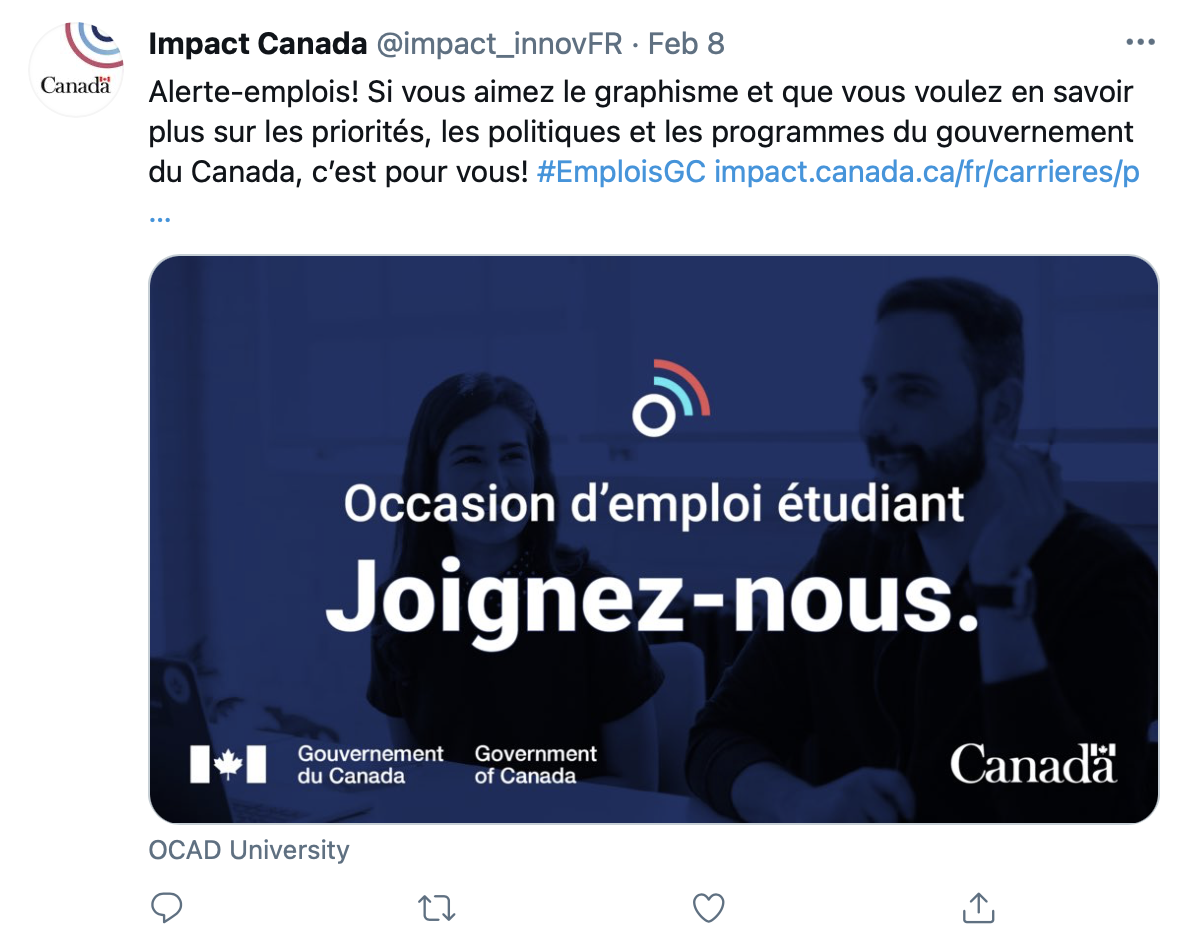 Canada
Impact Canada @impact_innovFR · Feb 8
Alerte-emplois! Si vous aimez le graphisme et que vous voulez en savoir
plus sur les priorités, les politiques et les programmes du gouvernement
du Canada, c’est pour vous! #EmploisGC impact.canada.ca/fr/carrieres/p
...
Occasion d’emploi étudiant
Joignez-nous.
Gouvernement
du Canada
Government
of Canada
Canada
OCAD University